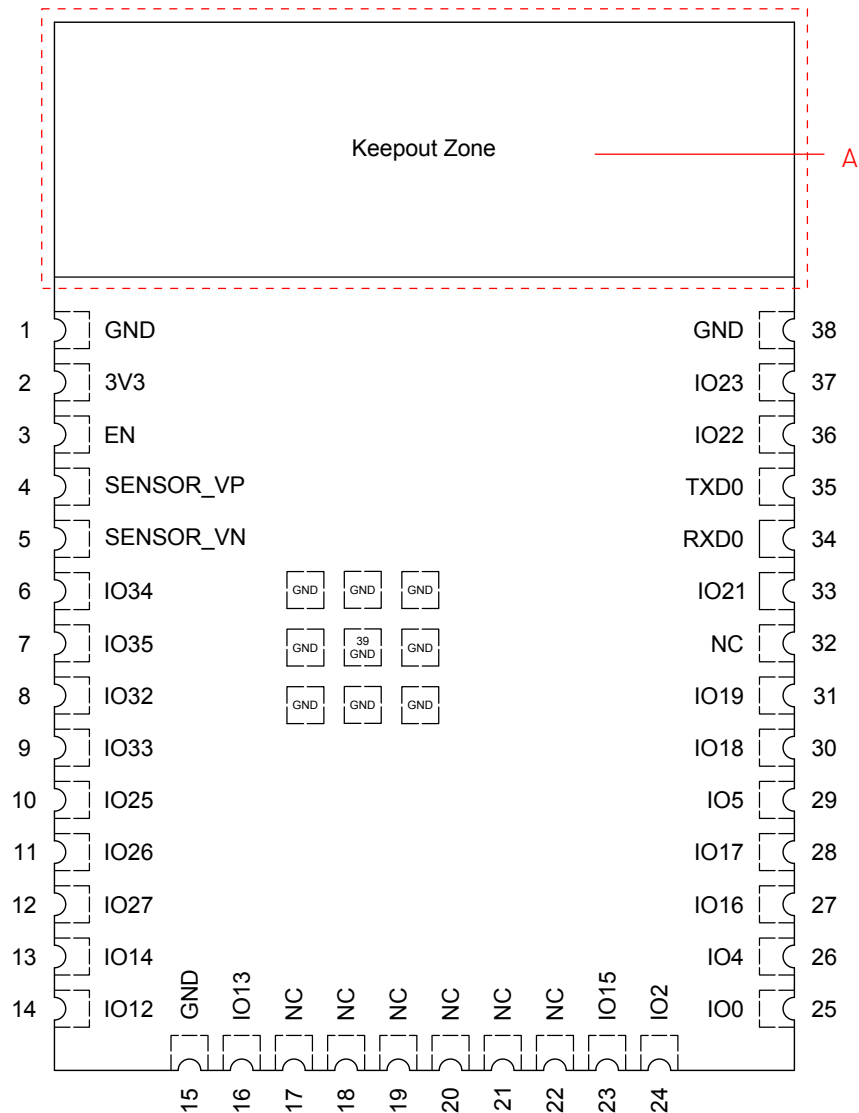 Keepout Zone
A
1 GND
GND 38
2 3V3
IO23 37
3 EN
IO22 36
4 SENSOR_VP
TXD0 35
5 SENSOR_VN
RXD0 34
6 IO34
GND GND GND
IO21 33
7 IO35
GND 39 GND GND
NC 32
8 IO32
GND GND GND
IO19 31
9 IO33
IO18 30
10 IO25
IO5 29
11 IO26
IO17 28
12 IO27
IO16 27
13 IO14
IO4 26
14 IO12
IO0 25
GND 15
IO13 16
NC 17
NC 18
NC 19
NC 20
NC 21
NC 22
IO15 23
IO2 24